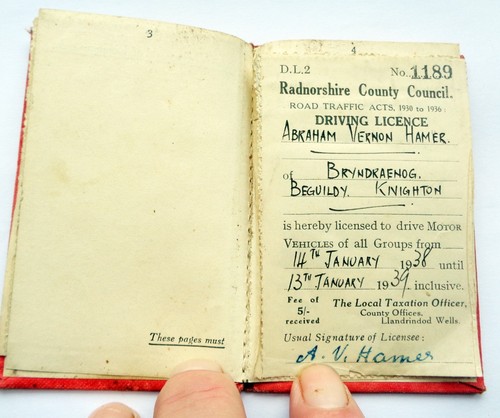 3
These pages must
4
D.L.2 No. 1189
Radnorshire County Council.
ROAD TRAFFIC ACTS, 1930 to 1936.
DRIVING LICENCE
ABRAHAM VERNON HAMER.
of BRYNDRAENOG.
BEGUILDY. KNIGHTON
is hereby licensed to drive MOTOR
VEHICLES of all Groups from
14TH JANUARY 1938 until
13TH JANUARY 1939. inclusive.
Fee of
5/-
received
The Local Taxation Officer,
County Offices,
Llandrindod Wells.
Usual Signature of Licensee:
A. V. Hamer